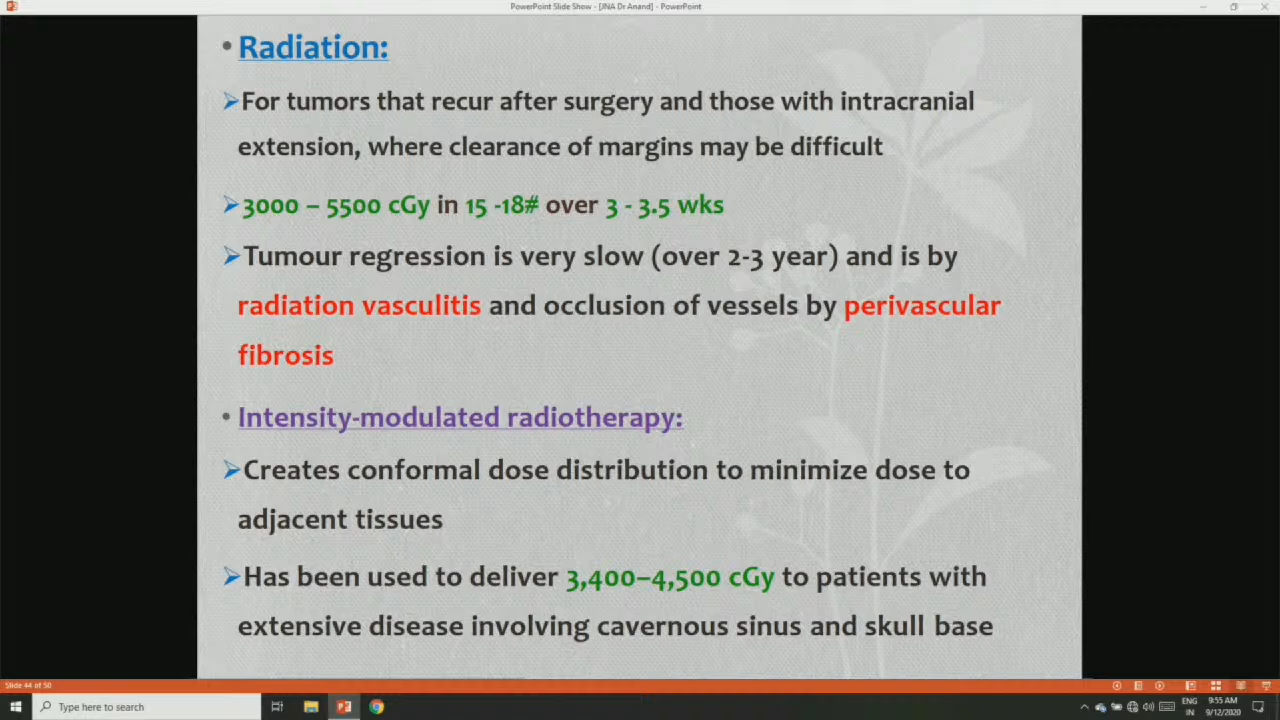 PowerPoint Slide Show - [JNA Dr Anand] - PowerPoint
• Radiation:
➢For tumors that recur after surgery and those with intracranial
extension, where clearance of margins may be difficult
➢3000 – 5500 cGy in 15 -18# over 3 - 3.5 wks
➢Tumour regression is very slow (over 2-3 year) and is by
radiation vasculitis and occlusion of vessels by perivascular
fibrosis
• Intensity-modulated radiotherapy:
➢Creates conformal dose distribution to minimize dose to
adjacent tissues
➢Has been used to deliver 3,400–4,500 cGy to patients with
extensive disease involving cavernous sinus and skull base
Slide 44 of 50
Type here to search
ENG
IN
9:55 AM
9/12/2020